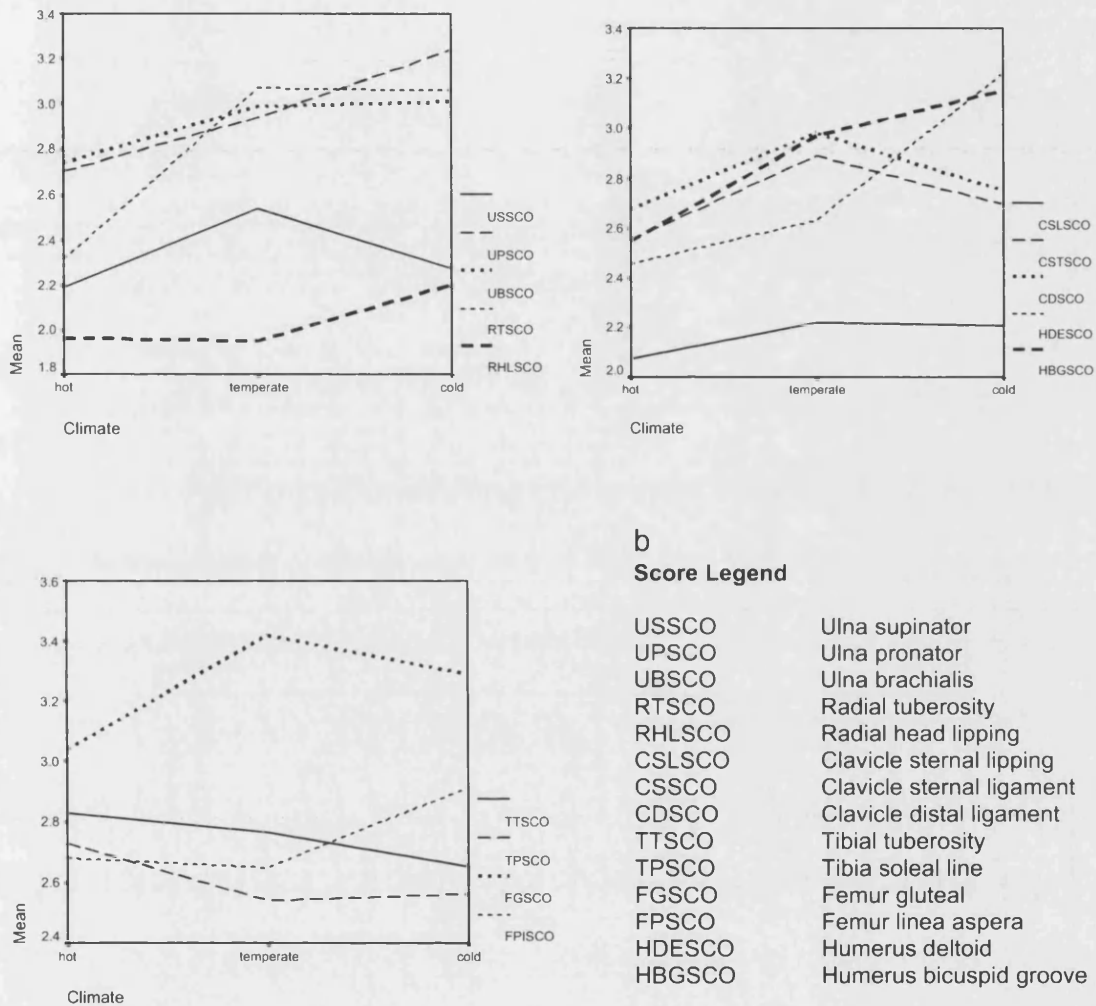 3.4
3.2
3.0
2.8
2.6
2.4
2.2
2.0
1.8
Mean
hot
temperate
cold
Climate
USSCO
UPSCO
UBSCO
RTSCO
RHLSCO
3.4
3.2
3.0
2.8
2.6
2.4
2.2
2.0
Mean
hot
temperate
cold
Climate
CSLSCO
CSTSCO
CDSCO
HDESCO
HBGSCO
3.6
3.4
3.2
3.0
2.8
2.6
2.4
Mean
hot
temperate
cold
Climate
TTSCO
TPSCO
FGSCO
FPISCO
b
Score Legend
USSCO Ulna supinator
UPSCO Ulna pronator
UBSCO Ulna brachialis
RTSCO Radial tuberosity
RHLSCO Radial head lipping
CSLSCO Clavicle sternal lipping
CSSCO Clavicle sternal ligament
CDSCO Clavicle distal ligament
TTSCO Tibial tuberosity
TPSCO Tibia soleal line
FGSCO Femur gluteal
FPSCO Femur linea aspera
HDESCO Humerus deltoid
HBGSCO Humerus bicuspid groove